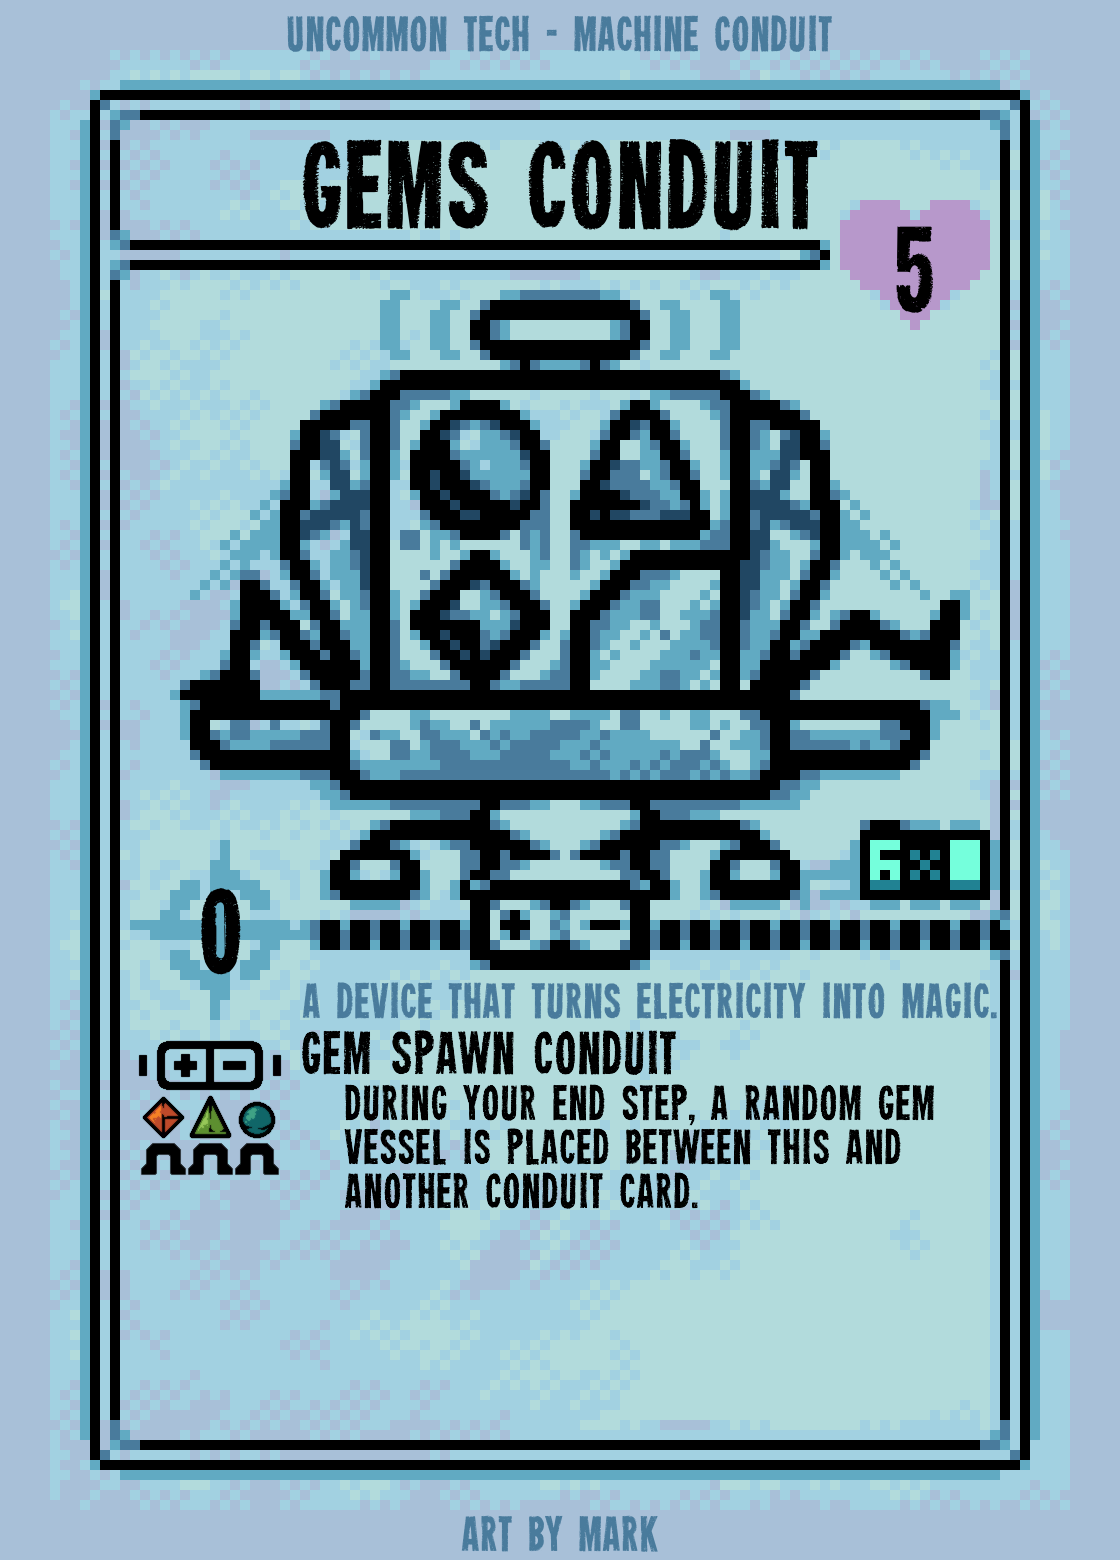 UNCOMMON TECH - MACHINE CONDUIT
GEMS CONDUIT
5
6×
0
A DEVICE THAT TURNS ELECTRICITY INTO MAGIC.
GEM SPAWN CONDUIT
DURING YOUR END STEP, A RANDOM GEM
VESSEL IS PLACED BETWEEN THIS AND
ANOTHER CONDUIT CARD.
ART BY MARK